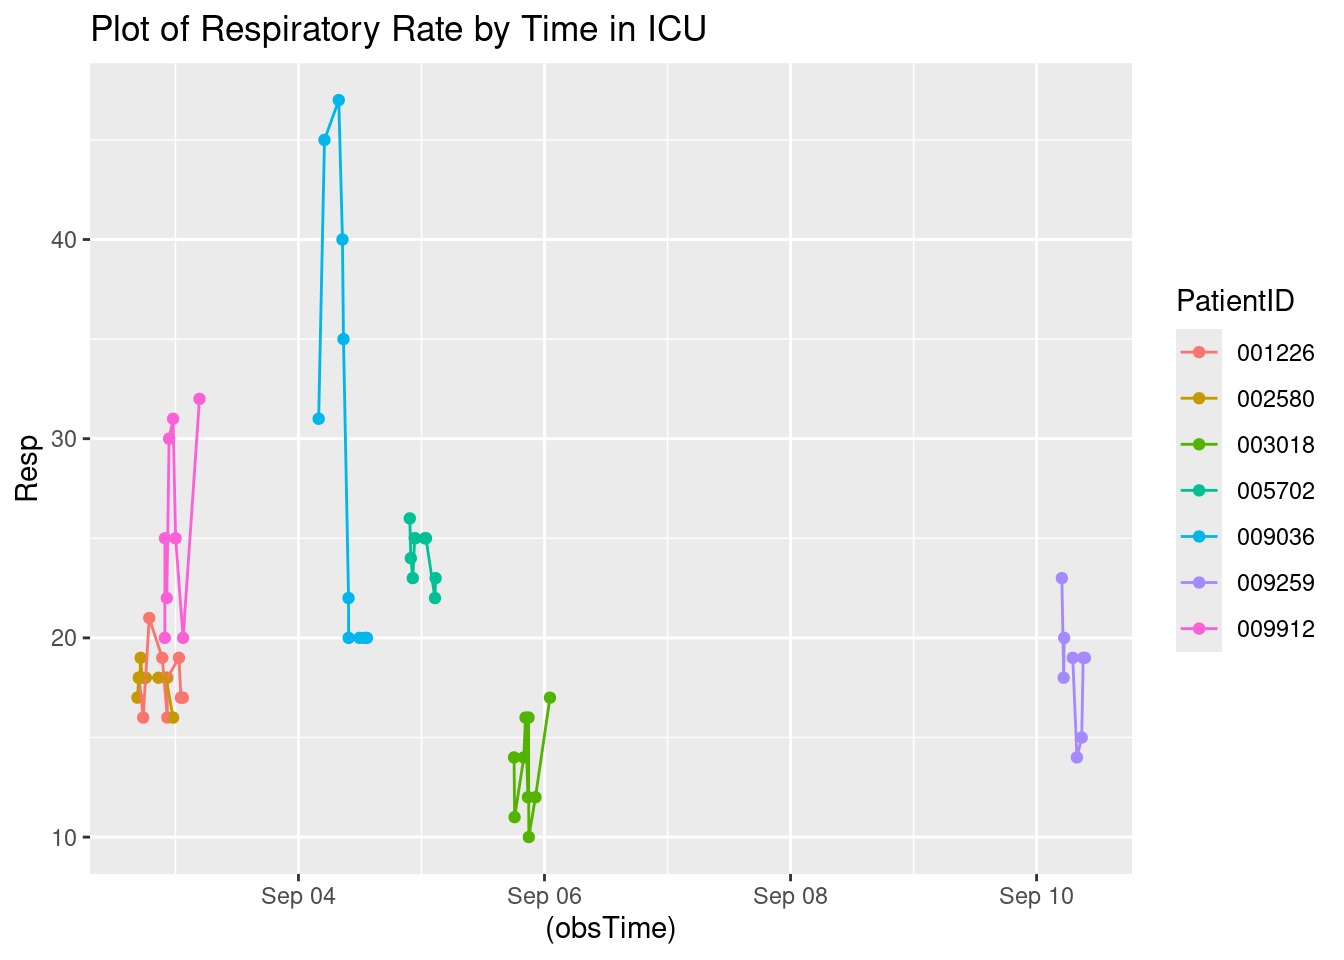 Plot of Respiratory Rate by Time in ICU
Resp
40
30
20
10
Sep 04 Sep 06 Sep 08 Sep 10
(obsTime)
PatientID
001226
002580
003018
005702
009036
009259
009912